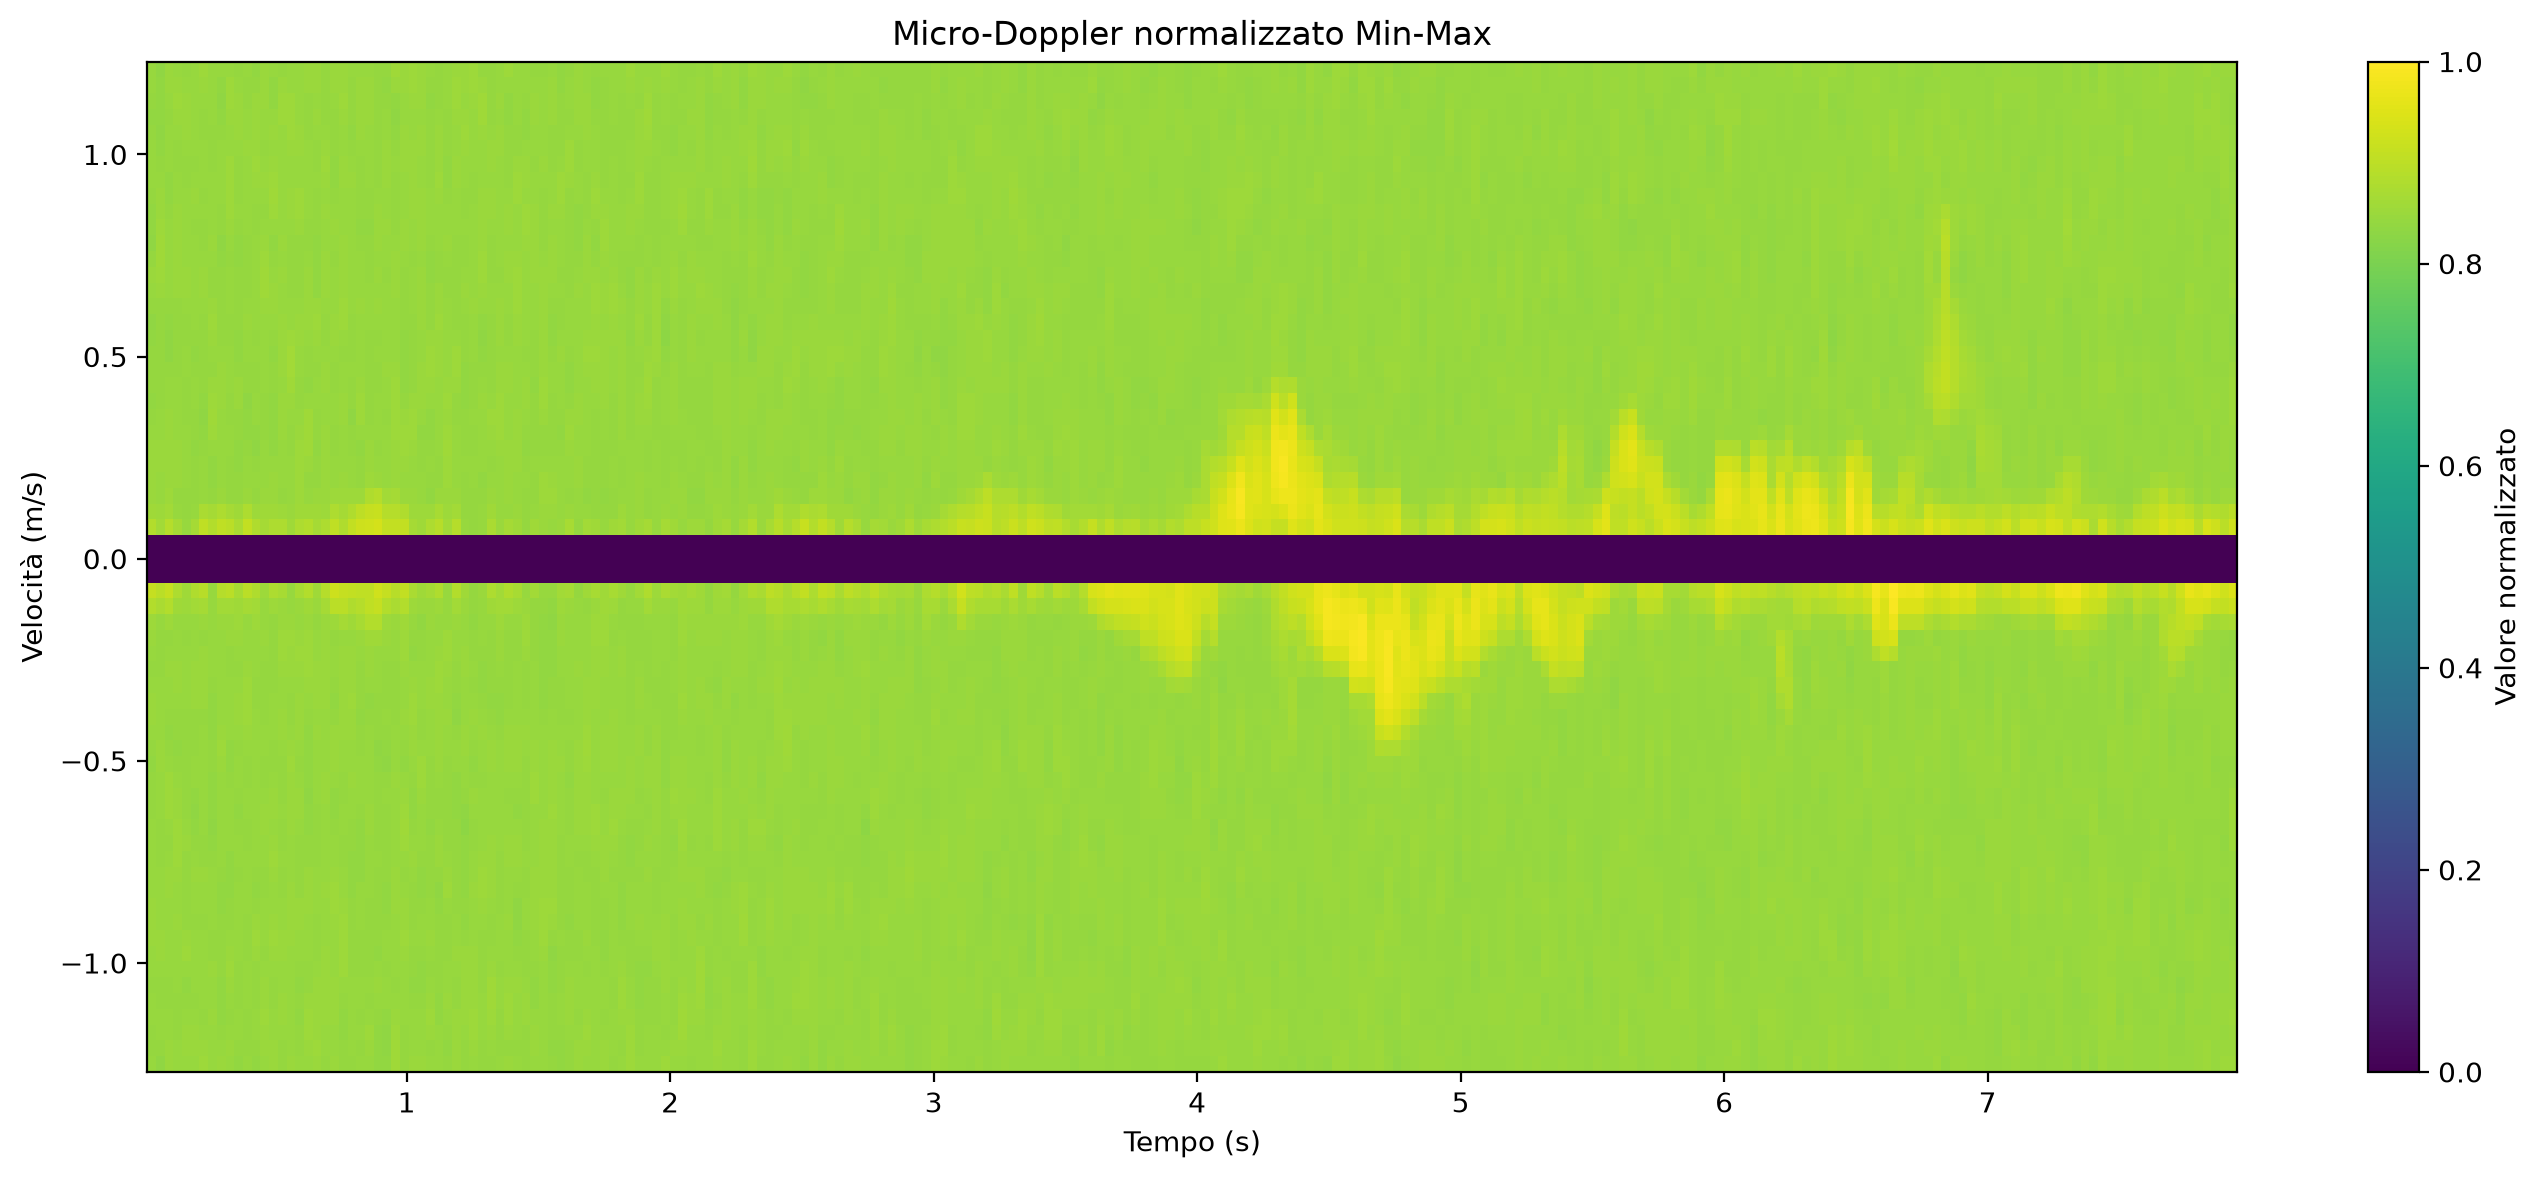 Micro-Doppler normalizzato Min-Max
Velocità (m/s)
1.0
0.5
0.0
−0.5
−1.0
1 2 3 4 5 6 7
Tempo (s)
1.0
0.8
0.6
0.4
0.2
0.0
Valore normalizzato